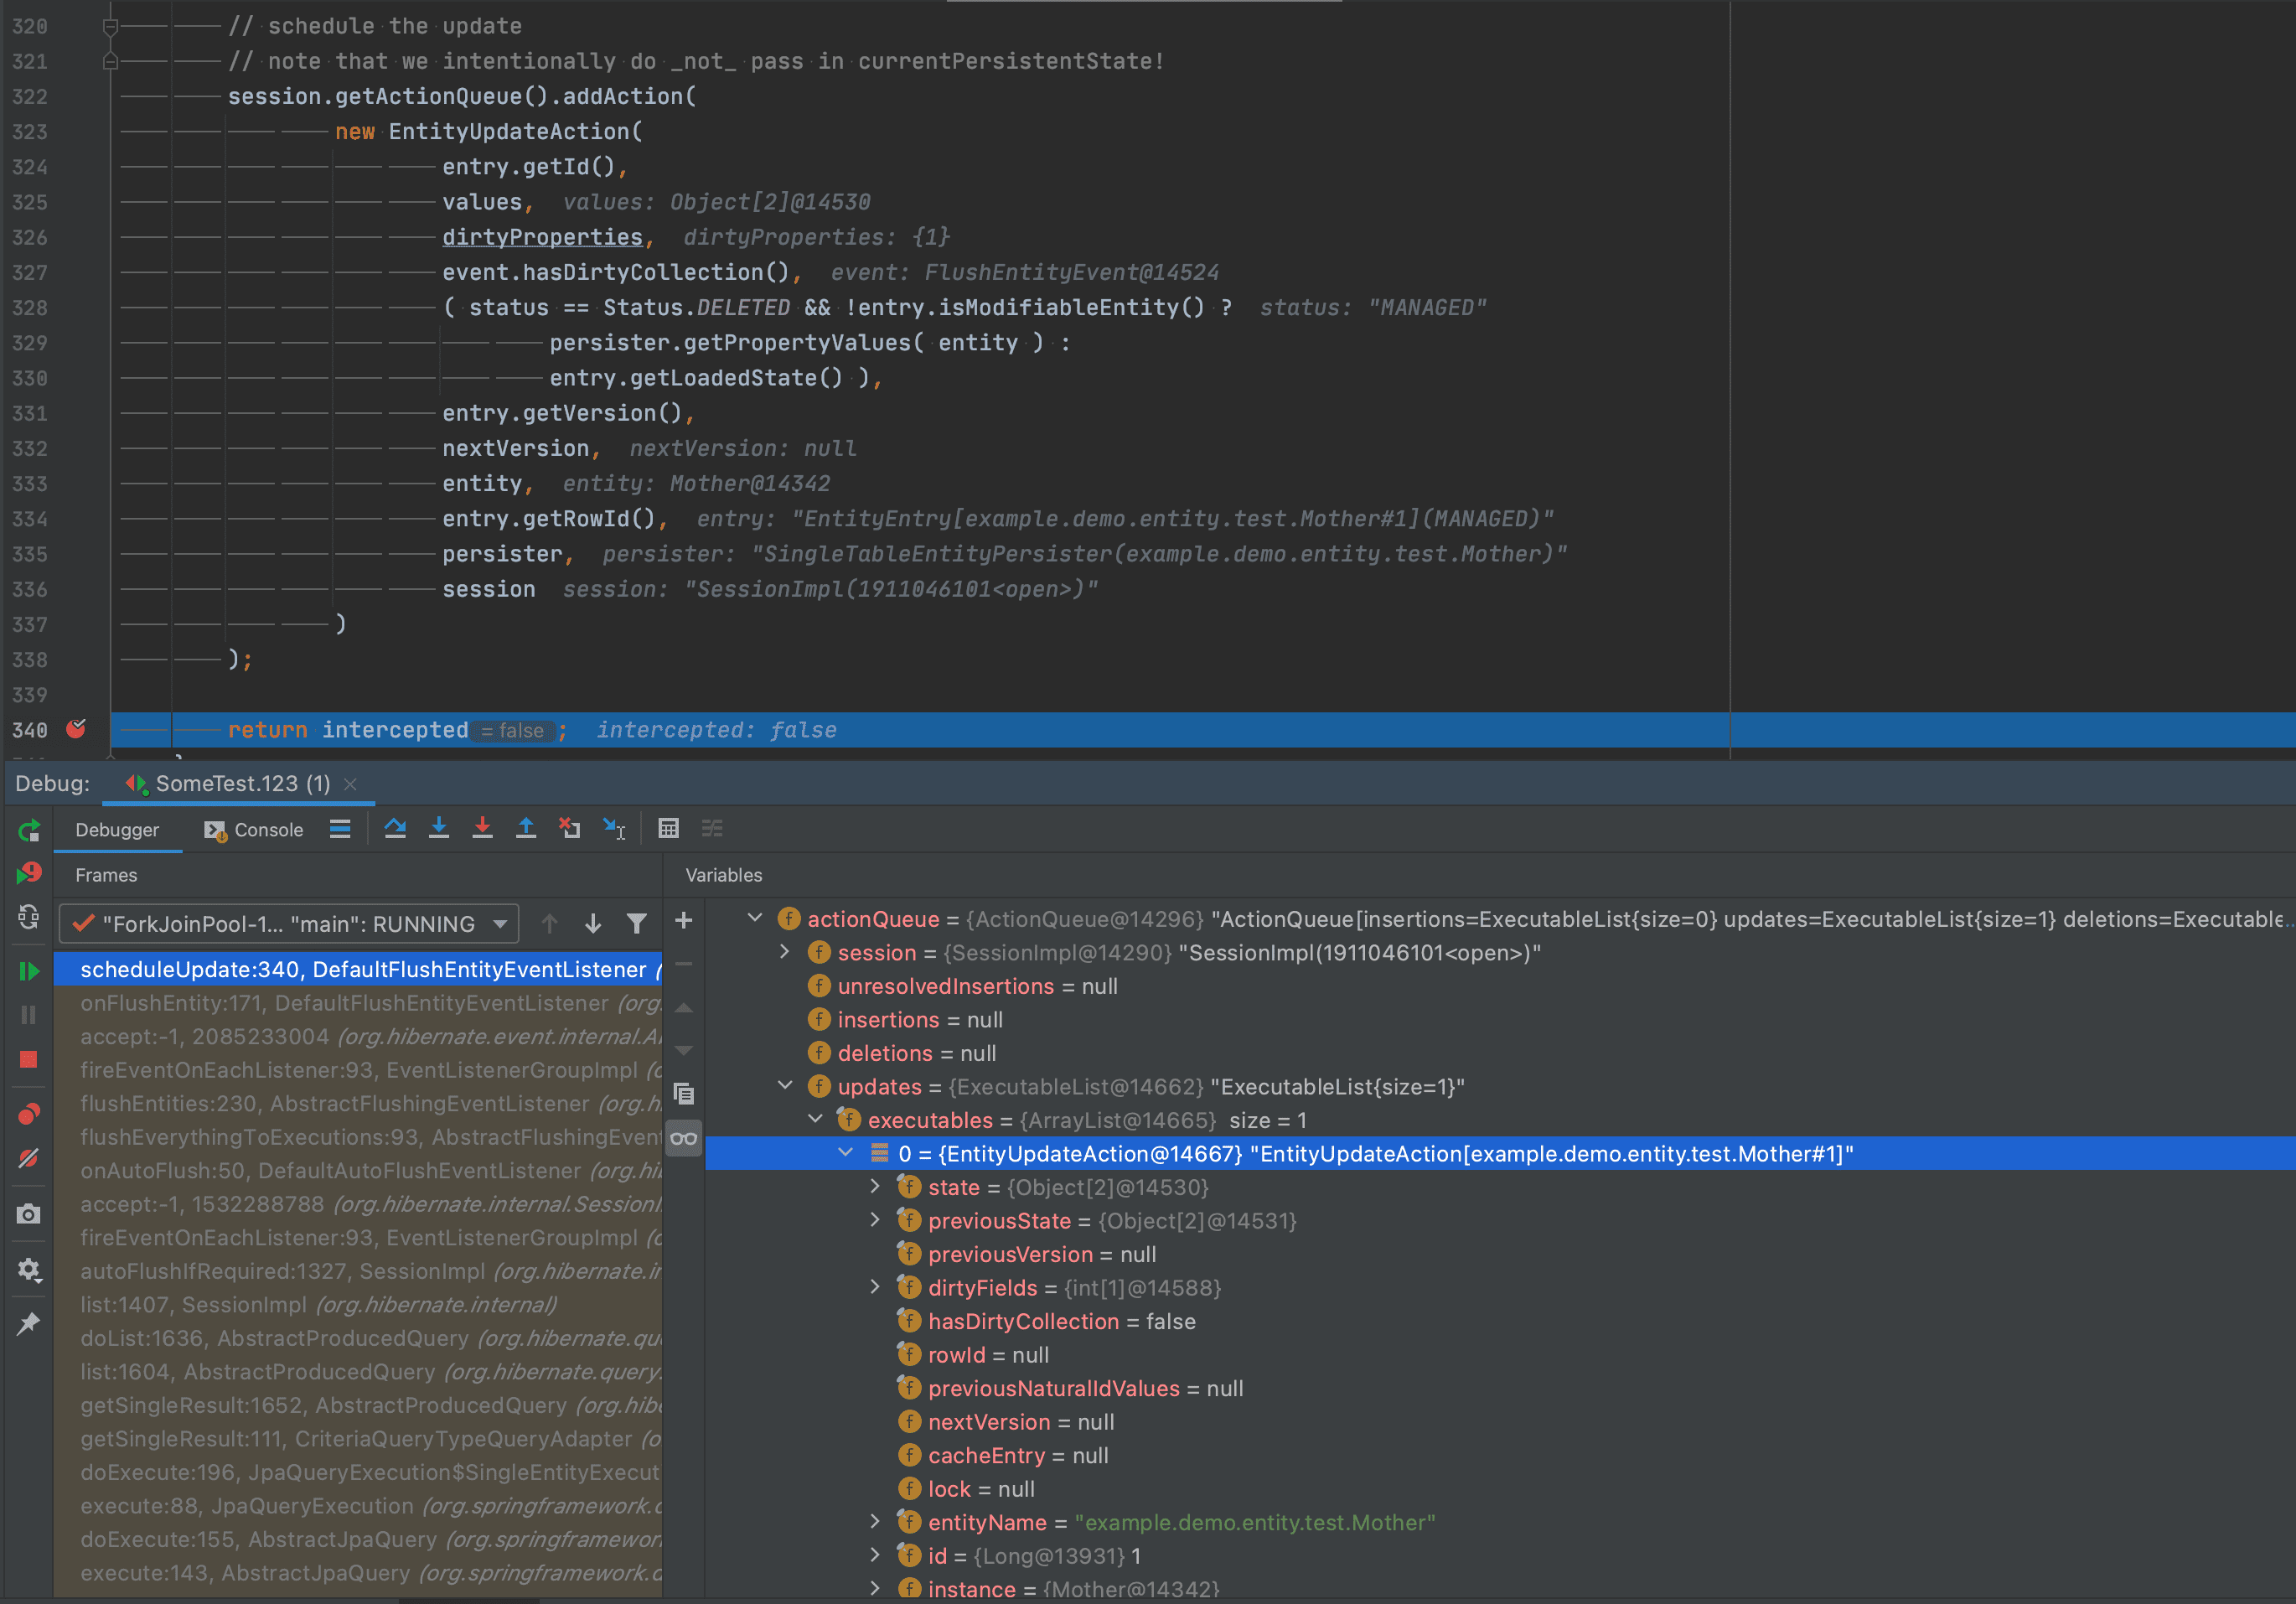 320 // schedule the update
321 // note that we intentionally do _not_ pass in currentPersistentState!
322 session.getActionQueue().addAction(
323 new EntityUpdateAction(
324 entry.getId(),
325 values, values: Object[2]@14530
326 dirtyProperties, dirtyProperties: {1}
327 event.hasDirtyCollection(), event: FlushEntityEvent@14524
328 ( status == Status.DELETED && !entry.isModifiableEntity() ? status: "MANAGED"
329 persister.getPropertyValues( entity ) :
330 entry.getLoadedState() ),
331 entry.getVersion(),
332 nextVersion, nextVersion: null
333 entity, entity: Mother@14342
334 entry.getRowId(), entry: "EntityEntry[example.demo.entity.test.Mother#1](MANAGED)"
335 persister, persister: "SingleTableEntityPersister(example.demo.entity.test.Mother)"
336 session session: "SessionImpl(1911046101<open>)"
337 )
338 );
339
340 return intercepted = false ; intercepted: false
Debug: SomeTest.123 (1)
Debugger Console
Frames
"ForkJoinPool-1... "main": RUNNING
scheduleUpdate:340, DefaultFlushEntityEventListener (
onFlushEntity:171, DefaultFlushEntityEventListener (org.
accept:-1, 2085233004 (org.hibernate.event.internal.A
fireEventOnEachListener:93, EventListenerGroupImpl (o
flushEntities:230, AbstractFlushingEventListener (org.h
flushEverythingToExecutions:93, AbstractFlushingEvent
onAutoFlush:50, DefaultAutoFlushEventListener (org.hi
accept:-1, 1532288788 (org.hibernate.internal.SessionI
fireEventOnEachListener:93, EventListenerGroupImpl (o
autoFlushIfRequired:1327, SessionImpl (org.hibernate.in
list:1407, SessionImpl (org.hibernate.internal)
doList:1636, AbstractProducedQuery (org.hibernate.qu
list:1604, AbstractProducedQuery (org.hibernate.query.
getSingleResult:1652, AbstractProducedQuery (org.hibe
getSingleResult:111, CriteriaQueryTypeQueryAdapter (o
doExecute:196, JpaQueryExecution$SingleEntityExecut
execute:88, JpaQueryExecution (org.springframework.d
doExecute:155, AbstractJpaQuery (org.springframewor
execute:143, AbstractJpaQuery (org.springframework.d
Variables
actionQueue = {ActionQueue@14296} "ActionQueue[insertions=ExecutableList{size=0} updates=ExecutableList{size=1} deletions=Executable...
session = {SessionImpl@14290} "SessionImpl(1911046101<open>)"
unresolvedInsertions = null
insertions = null
deletions = null
updates = {ExecutableList@14662} "ExecutableList{size=1}"
executables = {ArrayList@14665} size = 1
0 = {EntityUpdateAction@14667} "EntityUpdateAction[example.demo.entity.test.Mother#1]"
state = {Object[2]@14530}
previousState = {Object[2]@14531}
previousVersion = null
dirtyFields = {int[1]@14588}
hasDirtyCollection = false
rowId = null
previousNaturalIdValues = null
nextVersion = null
cacheEntry = null
lock = null
entityName = "example.demo.entity.test.Mother"
id = {Long@13931} 1
instance = {Mother@14342}